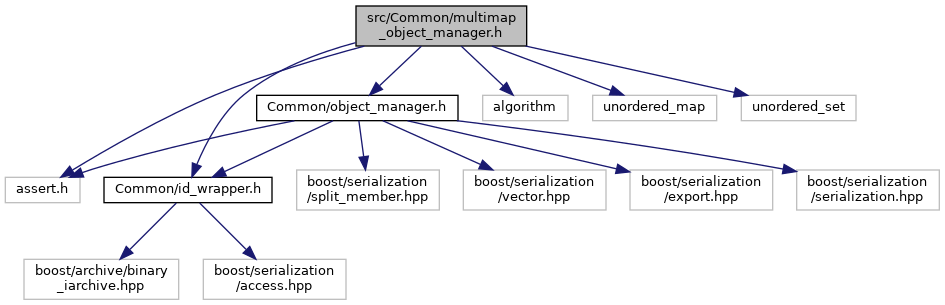 src/Common/multimap
_object_manager.h
Common/object_manager.h
algorithm
unordered_map
unordered_set
assert.h
Common/id_wrapper.h
boost/serialization
/split_member.hpp
boost/serialization
/vector.hpp
boost/serialization
/export.hpp
boost/serialization
/serialization.hpp
boost/archive/binary
_iarchive.hpp
boost/serialization
/access.hpp